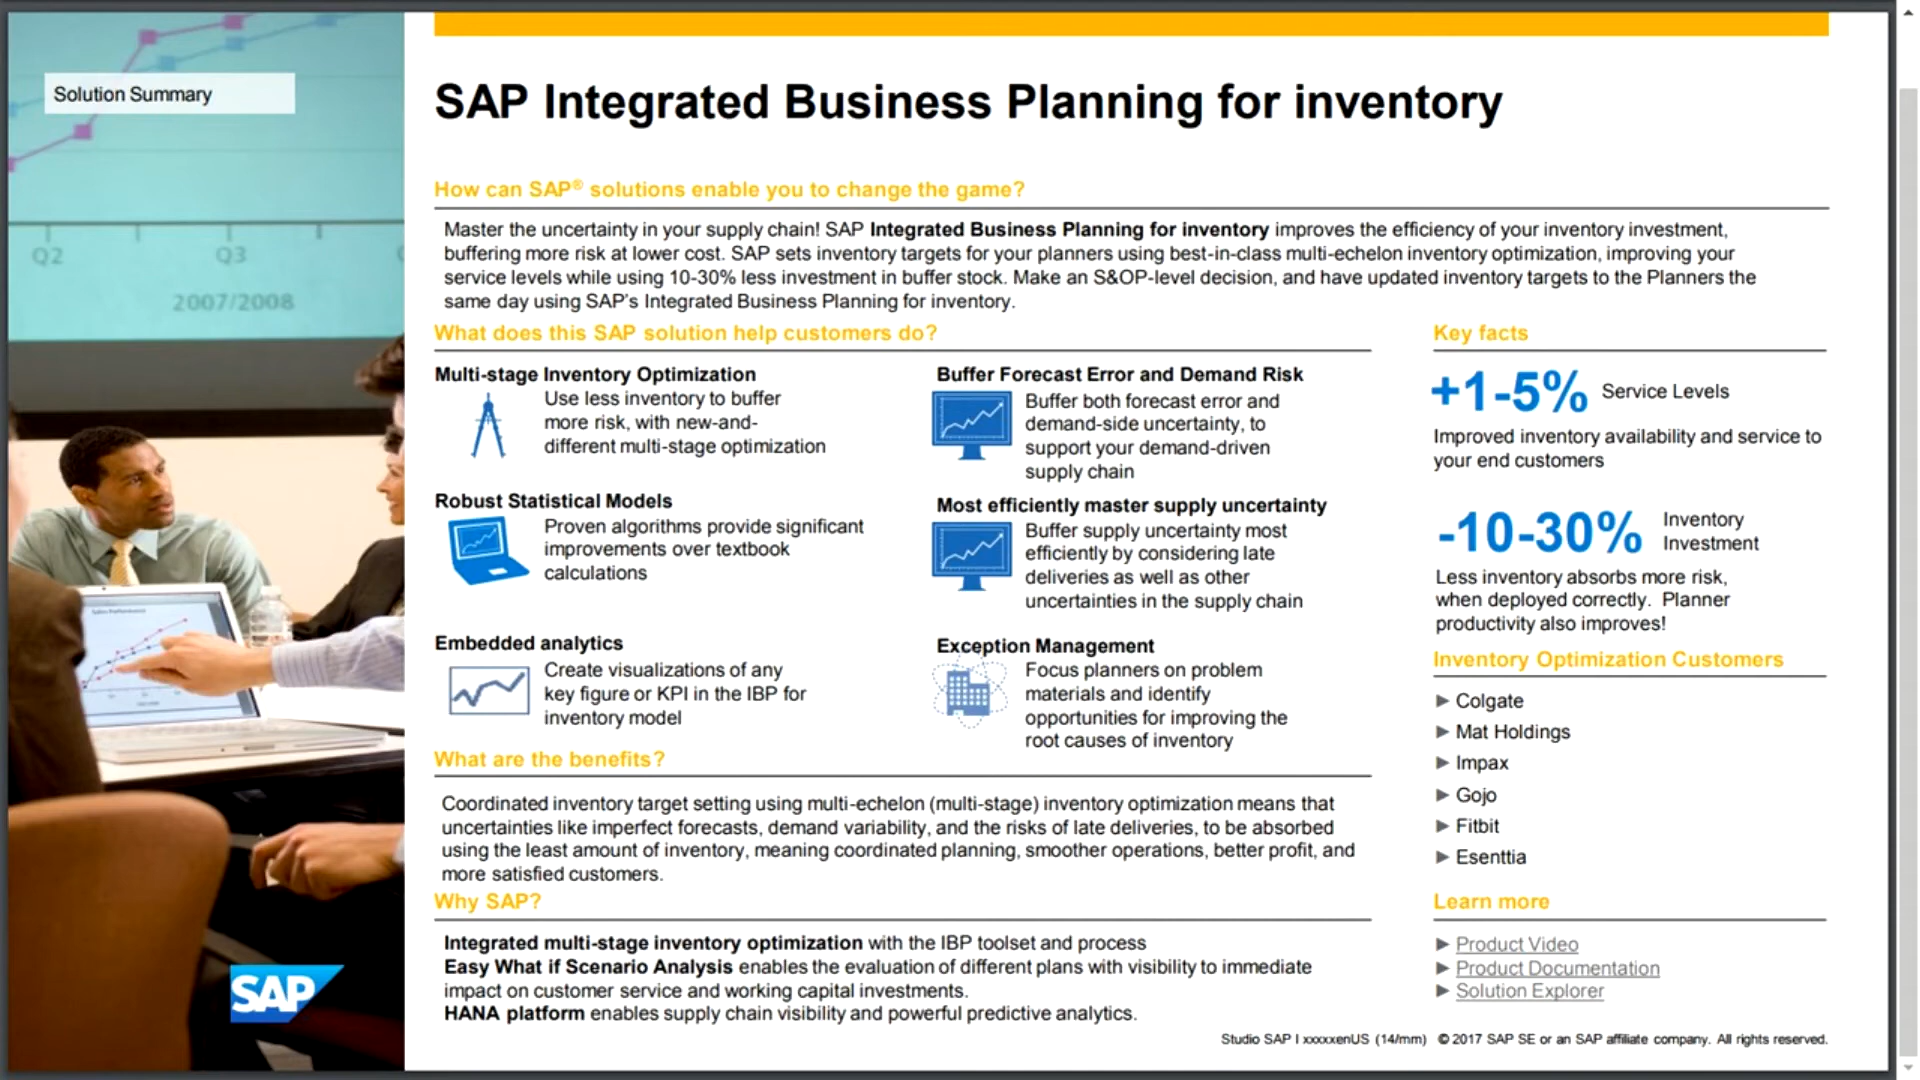 Solution Summary
SAP Integrated Business Planning for inventory
How can SAP® solutions enable you to change the game?
Master the uncertainty in your supply chain! SAP Integrated Business Planning for inventory improves the efficiency of your inventory investment,
buffering more risk at lower cost. SAP sets inventory targets for your planners using best-in-class multi-echelon inventory optimization, improving your
service levels while using 10-30% less investment in buffer stock. Make an S&OP-level decision, and have updated inventory targets to the Planners the
same day using SAP's Integrated Business Planning for inventory.
What does this SAP solution help customers do?
Multi-stage Inventory Optimization
Use less inventory to buffer
more risk, with new-and-
different multi-stage optimization
Buffer Forecast Error and Demand Risk
Buffer both forecast error and
demand-side uncertainty, to
support your demand-driven
supply chain
Robust Statistical Models
Proven algorithms provide significant
improvements over textbook
calculations
Most efficiently master supply uncertainty
Buffer supply uncertainty most
efficiently by considering late
deliveries as well as other
uncertainties in the supply chain
Embedded analytics
Create visualizations of any
key figure or KPI in the IBP for
inventory model
Exception Management
Focus planners on problem
materials and identify
opportunities for improving the
root causes of inventory
What are the benefits?
Coordinated inventory target setting using multi-echelon (multi-stage) inventory optimization means that
uncertainties like imperfect forecasts, demand variability, and the risks of late deliveries, to be absorbed
using the least amount of inventory, meaning coordinated planning, smoother operations, better profit, and
more satisfied customers.
Why SAP?
Integrated multi-stage inventory optimization with the IBP toolset and process
Easy What if Scenario Analysis enables the evaluation of different plans with visibility to immediate
impact on customer service and working capital investments.
HANA platform enables supply chain visibility and powerful predictive analytics.
Key facts
+1-5% Service Levels
Improved inventory availability and service to
your end customers
-10-30% Inventory
Investment
Less inventory absorbs more risk,
when deployed correctly. Planner
productivity also improves!
Inventory Optimization Customers
Colgate
Mat Holdings
Impax
Gojo
Fitbit
Esenttia
Learn more
Product Video
Product Documentation
Solution Explorer
Studio SAP I xxxxxenUS (14/mm) © 2017 SAP SE or an SAP affiliate company. All rights reserved.
Q2 Q3
2007/2008
SAP